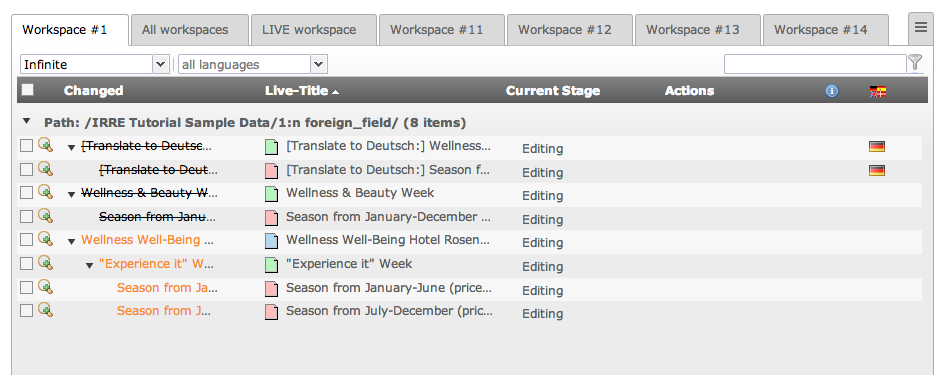 Workspace #1 All workspaces LIVE workspace Workspace #11 Workspace #12 Workspace #13 Workspace #14
Infinite all languages
Changed Live-Title Current Stage Actions
Path: /IRRE Tutorial Sample Data/1:n foreign_field/ (8 items)
[Translate to Deutsc... [Translate to Deutsch:] Wellness... Editing
[Translate to Deut... [Translate to Deutsch:] Season f... Editing
Wellness & Beauty W... Wellness & Beauty Week Editing
Season from Janu... Season from January-December ... Editing
Wellness Well-Being ... Wellness Well-Being Hotel Rosen... Editing
"Experience it" W... "Experience it" Week Editing
Season from Ja... Season from January-June (price... Editing
Season from J... Season from July-December (pric... Editing